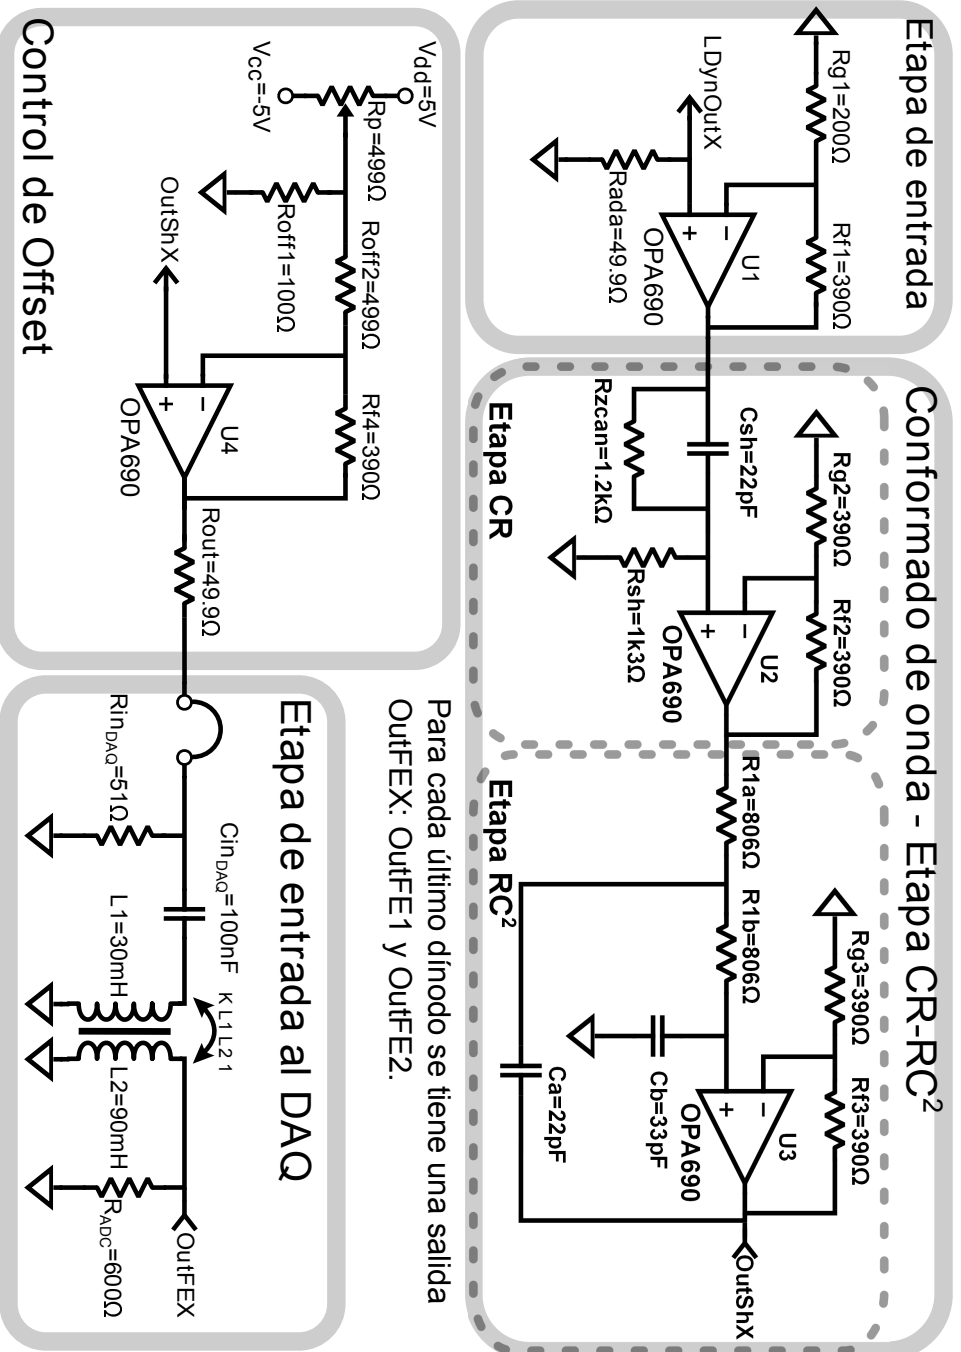 Etapa de entrada
Rg1=200Ω
Rf1=390Ω
LDynOutX
Rada=49.9Ω
U1
−
+
OPA690
Conformado de onda - Etapa CR-RC²
Rg2=390Ω
Rf2=390Ω
Csh=22pF
Rzcan=1.2kΩ
Rsh=1k3Ω
U2
−
+
OPA690
Etapa CR
R1a=806Ω
R1b=806Ω
Rg3=390Ω
Rf3=390Ω
Cb=33pF
Ca=22pF
U3
−
+
OPA690
OutShX
Etapa RC²
Vdd=5V
Vcc=-5V
Rp=499Ω
Roff1=100Ω
Roff2=499Ω
Rf4=390Ω
OutShX
U4
−
+
OPA690
Rout=49.9Ω
Control de Offset
Para cada último dínodo se tiene una salida
OutFEX: OutFE1 y OutFE2.
Etapa de entrada al DAQ
RinDAQ=51Ω
CinDAQ=100nF
K L1 L2 1
L1=30mH
L2=90mH
RADC=600Ω
OutFEX